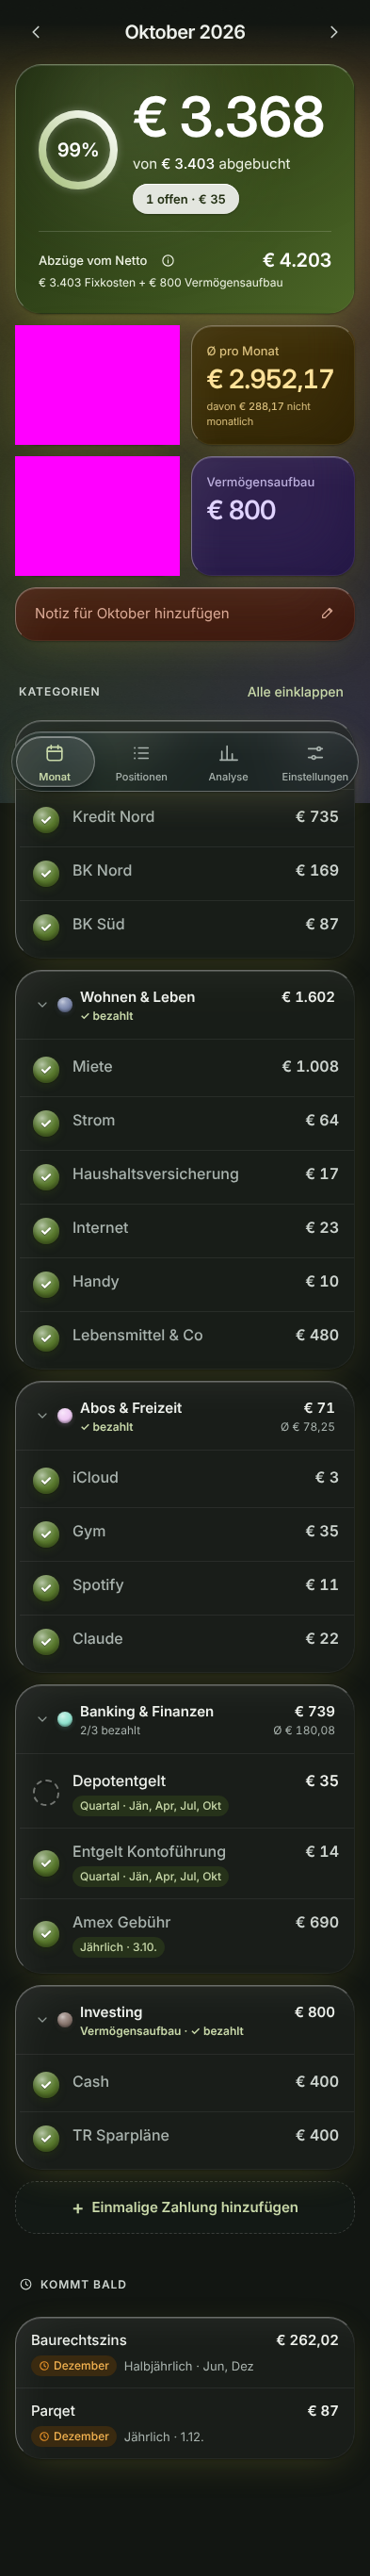 Oktober 2026
99%
€ 3.368
von € 3.403 abgebucht
1 offen · € 35
Abzüge vom Netto
€ 4.203
€ 3.403 Fixkosten + € 800 Vermögensaufbau
Ø pro Monat
€ 2.952,17
davon € 288,17 nicht
monatlich
Vermögensaufbau
€ 800
Notiz für Oktober hinzufügen
KATEGORIEN
Alle einklappen
Monat
Positionen
Analyse
Einstellungen
Kredit Nord € 735
BK Nord € 169
BK Süd € 87
Wohnen & Leben € 1.602
✓ bezahlt
Miete € 1.008
Strom € 64
Haushaltsversicherung € 17
Internet € 23
Handy € 10
Lebensmittel & Co € 480
Abos & Freizeit € 71
✓ bezahlt Ø € 78,25
iCloud € 3
Gym € 35
Spotify € 11
Claude € 22
Banking & Finanzen € 739
2/3 bezahlt Ø € 180,08
Depotentgelt € 35
Quartal · Jän, Apr, Jul, Okt
Entgelt Kontoführung € 14
Quartal · Jän, Apr, Jul, Okt
Amex Gebühr € 690
Jährlich · 3.10.
Investing € 800
Vermögensaufbau · ✓ bezahlt
Cash € 400
TR Sparpläne € 400
+ Einmalige Zahlung hinzufügen
KOMMT BALD
Baurechtszins € 262,02
Dezember Halbjährlich · Jun, Dez
Parqet € 87
Dezember Jährlich · 1.12.